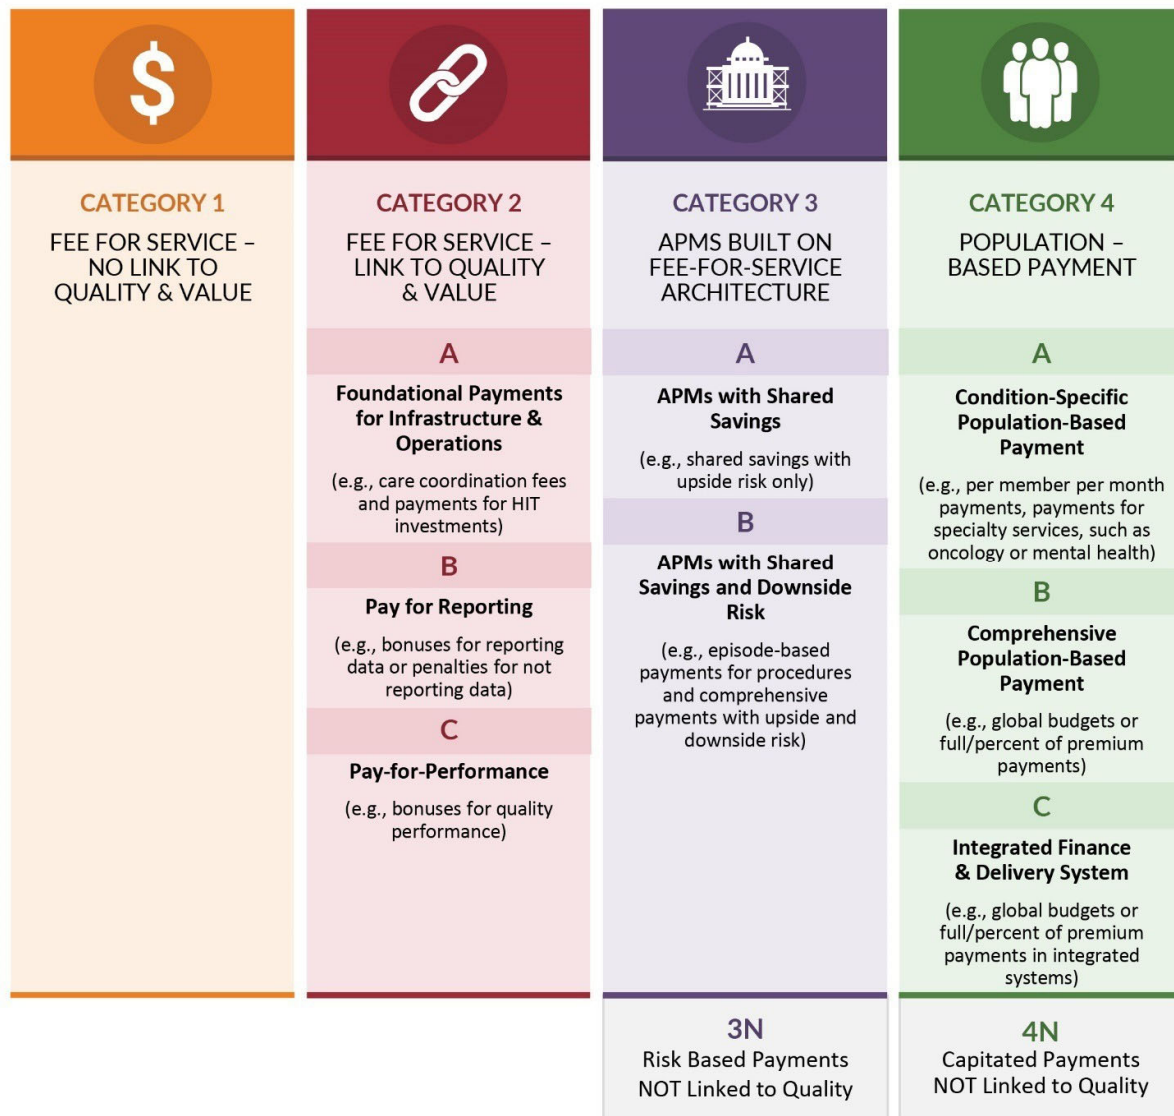 $
CATEGORY 1
FEE FOR SERVICE –
NO LINK TO
QUALITY & VALUE
CATEGORY 2
FEE FOR SERVICE –
LINK TO QUALITY
& VALUE
A
Foundational Payments
for Infrastructure &
Operations
(e.g., care coordination fees
and payments for HIT
investments)
B
Pay for Reporting
(e.g., bonuses for reporting
data or penalties for not
reporting data)
C
Pay-for-Performance
(e.g., bonuses for quality
performance)
CATEGORY 3
APMS BUILT ON
FEE-FOR-SERVICE
ARCHITECTURE
A
APMs with Shared
Savings
(e.g., shared savings with
upside risk only)
B
APMs with Shared
Savings and Downside
Risk
(e.g., episode-based
payments for procedures
and comprehensive
payments with upside and
downside risk)
3N
Risk Based Payments
NOT Linked to Quality
CATEGORY 4
POPULATION –
BASED PAYMENT
A
Condition-Specific
Population-Based
Payment
(e.g., per member per month
payments, payments for
specialty services, such as
oncology or mental health)
B
Comprehensive
Population-Based
Payment
(e.g., global budgets or
full/percent of premium
payments)
C
Integrated Finance
& Delivery System
(e.g., global budgets or
full/percent of premium
payments in integrated
systems)
4N
Capitated Payments
NOT Linked to Quality